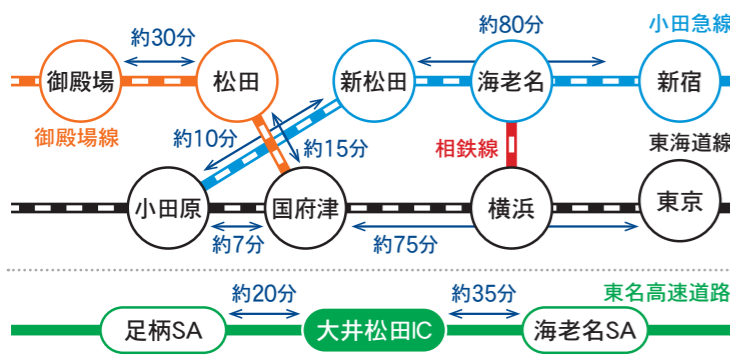 約30分
約80分
小田急線
御殿場
松田
新松田
海老名
新宿
御殿場線
約10分
約15分
相鉄線
東海道線
小田原
国府津
横浜
東京
約7分
約75分
約20分
約35分
東名高速道路
足柄SA
大井松田IC
海老名SA